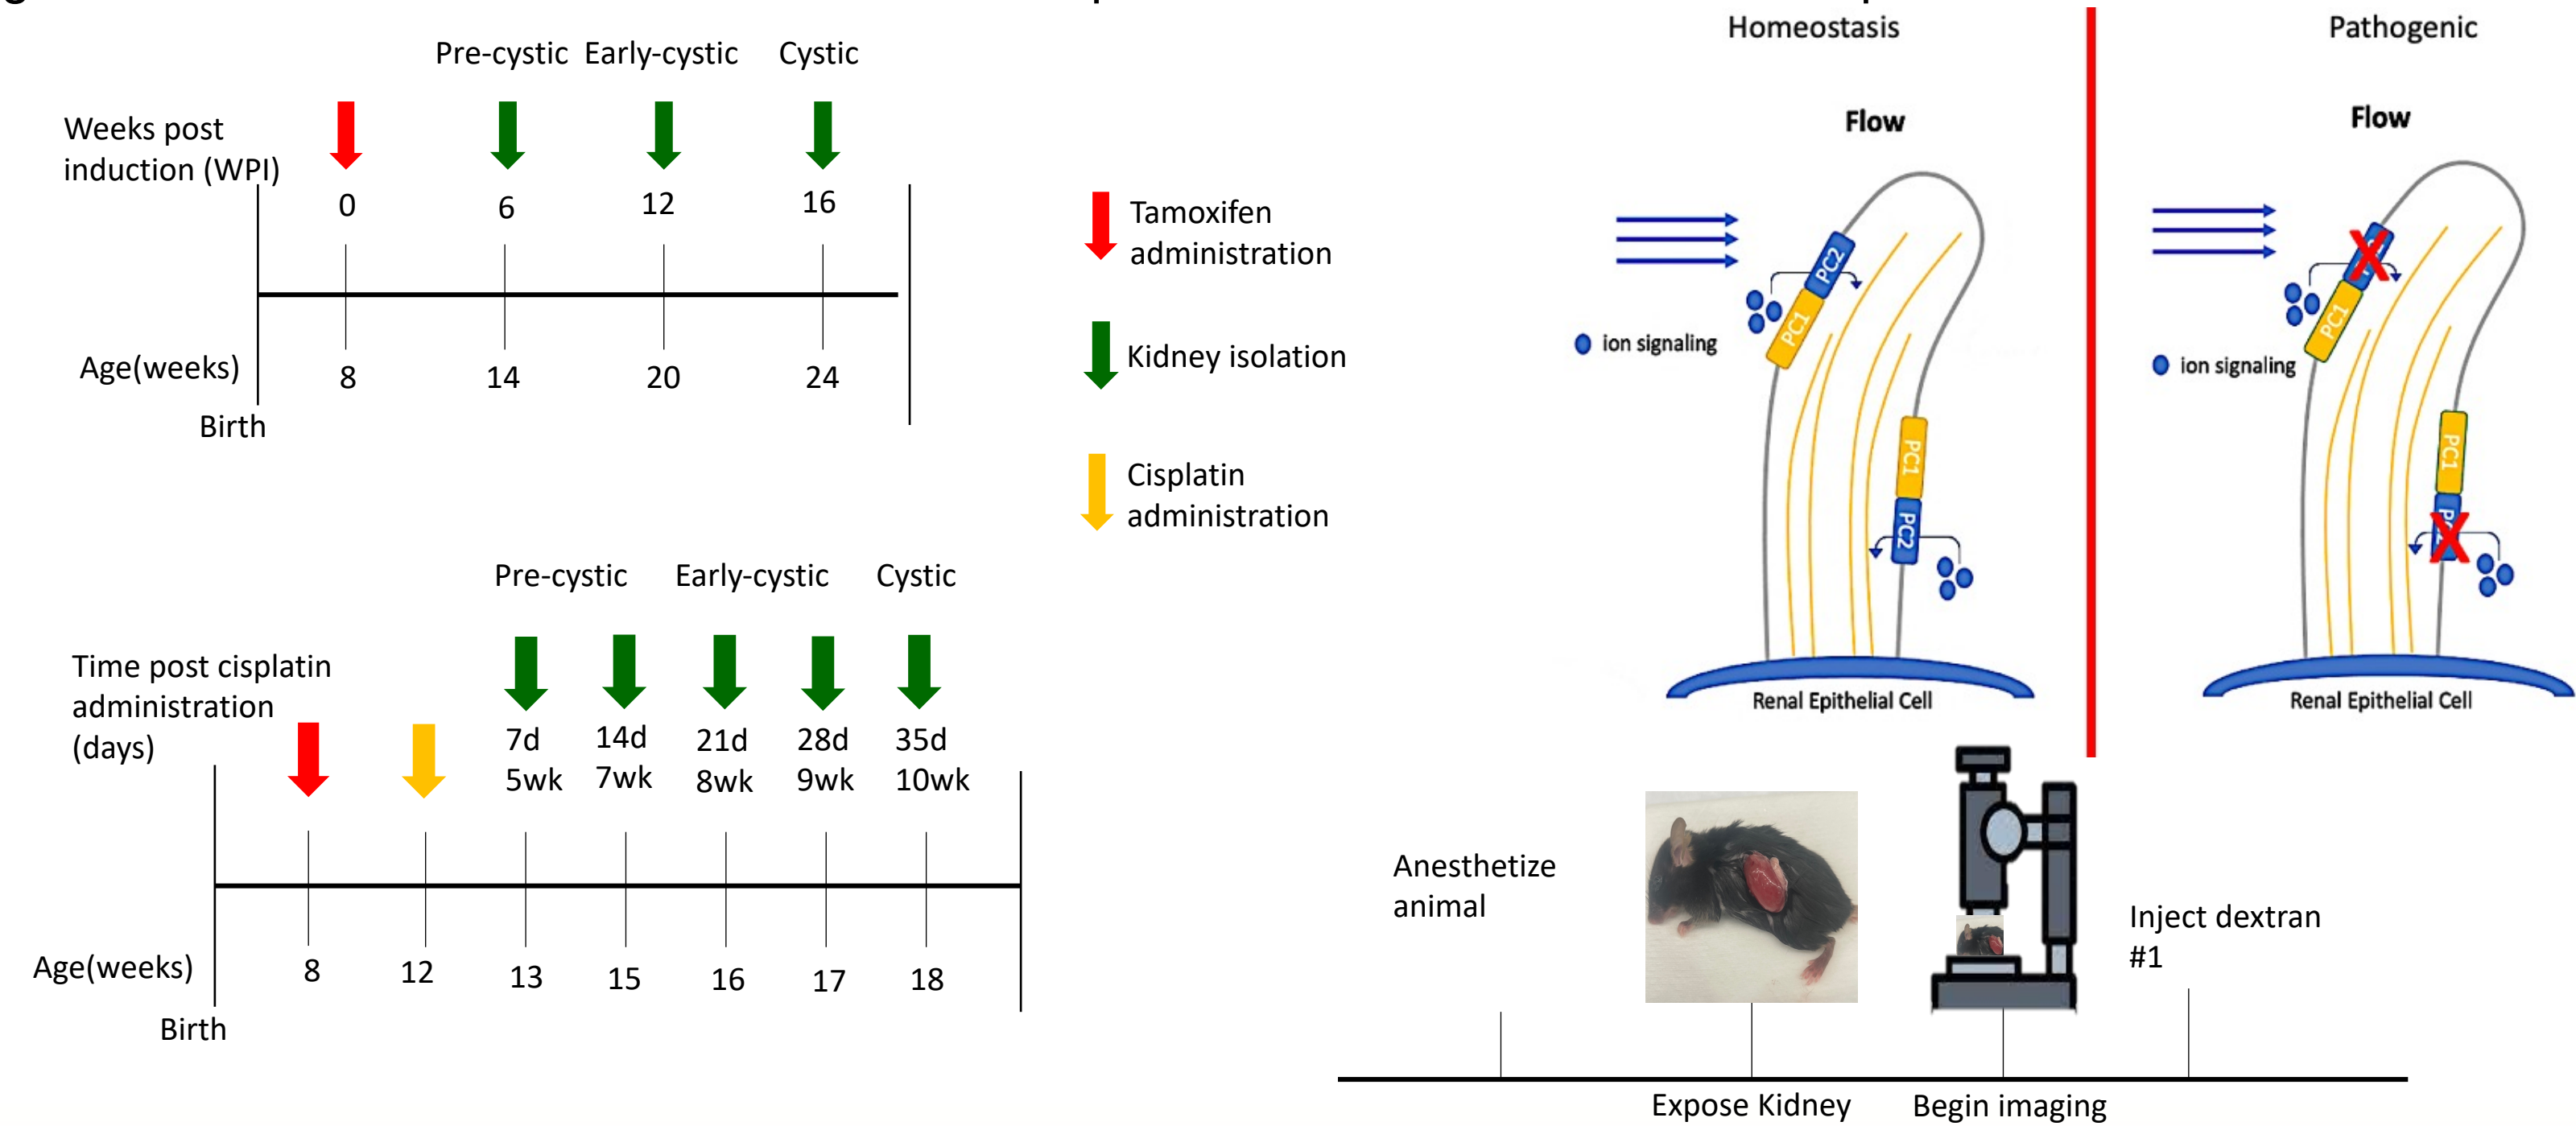 Pre-cystic Early-cystic Cystic
Weeks post
induction (WPI)
0 6 12 16
Age(weeks)
8 14 20 24
Birth
Tamoxifen
administration
Kidney isolation
Cisplatin
administration
Pre-cystic Early-cystic Cystic
Time post cisplatin
administration
(days)
7d 14d 21d 28d 35d
5wk 7wk 8wk 9wk 10wk
Age(weeks)
8 12 13 15 16 17 18
Birth
Homeostasis
Flow
PC2
PC1
ion signaling
PC1
PC2
Renal Epithelial Cell
Pathogenic
Flow
PC1
ion signaling
PC1
Renal Epithelial Cell
Anesthetize
animal
Expose Kidney
Begin imaging
Inject dextran
#1